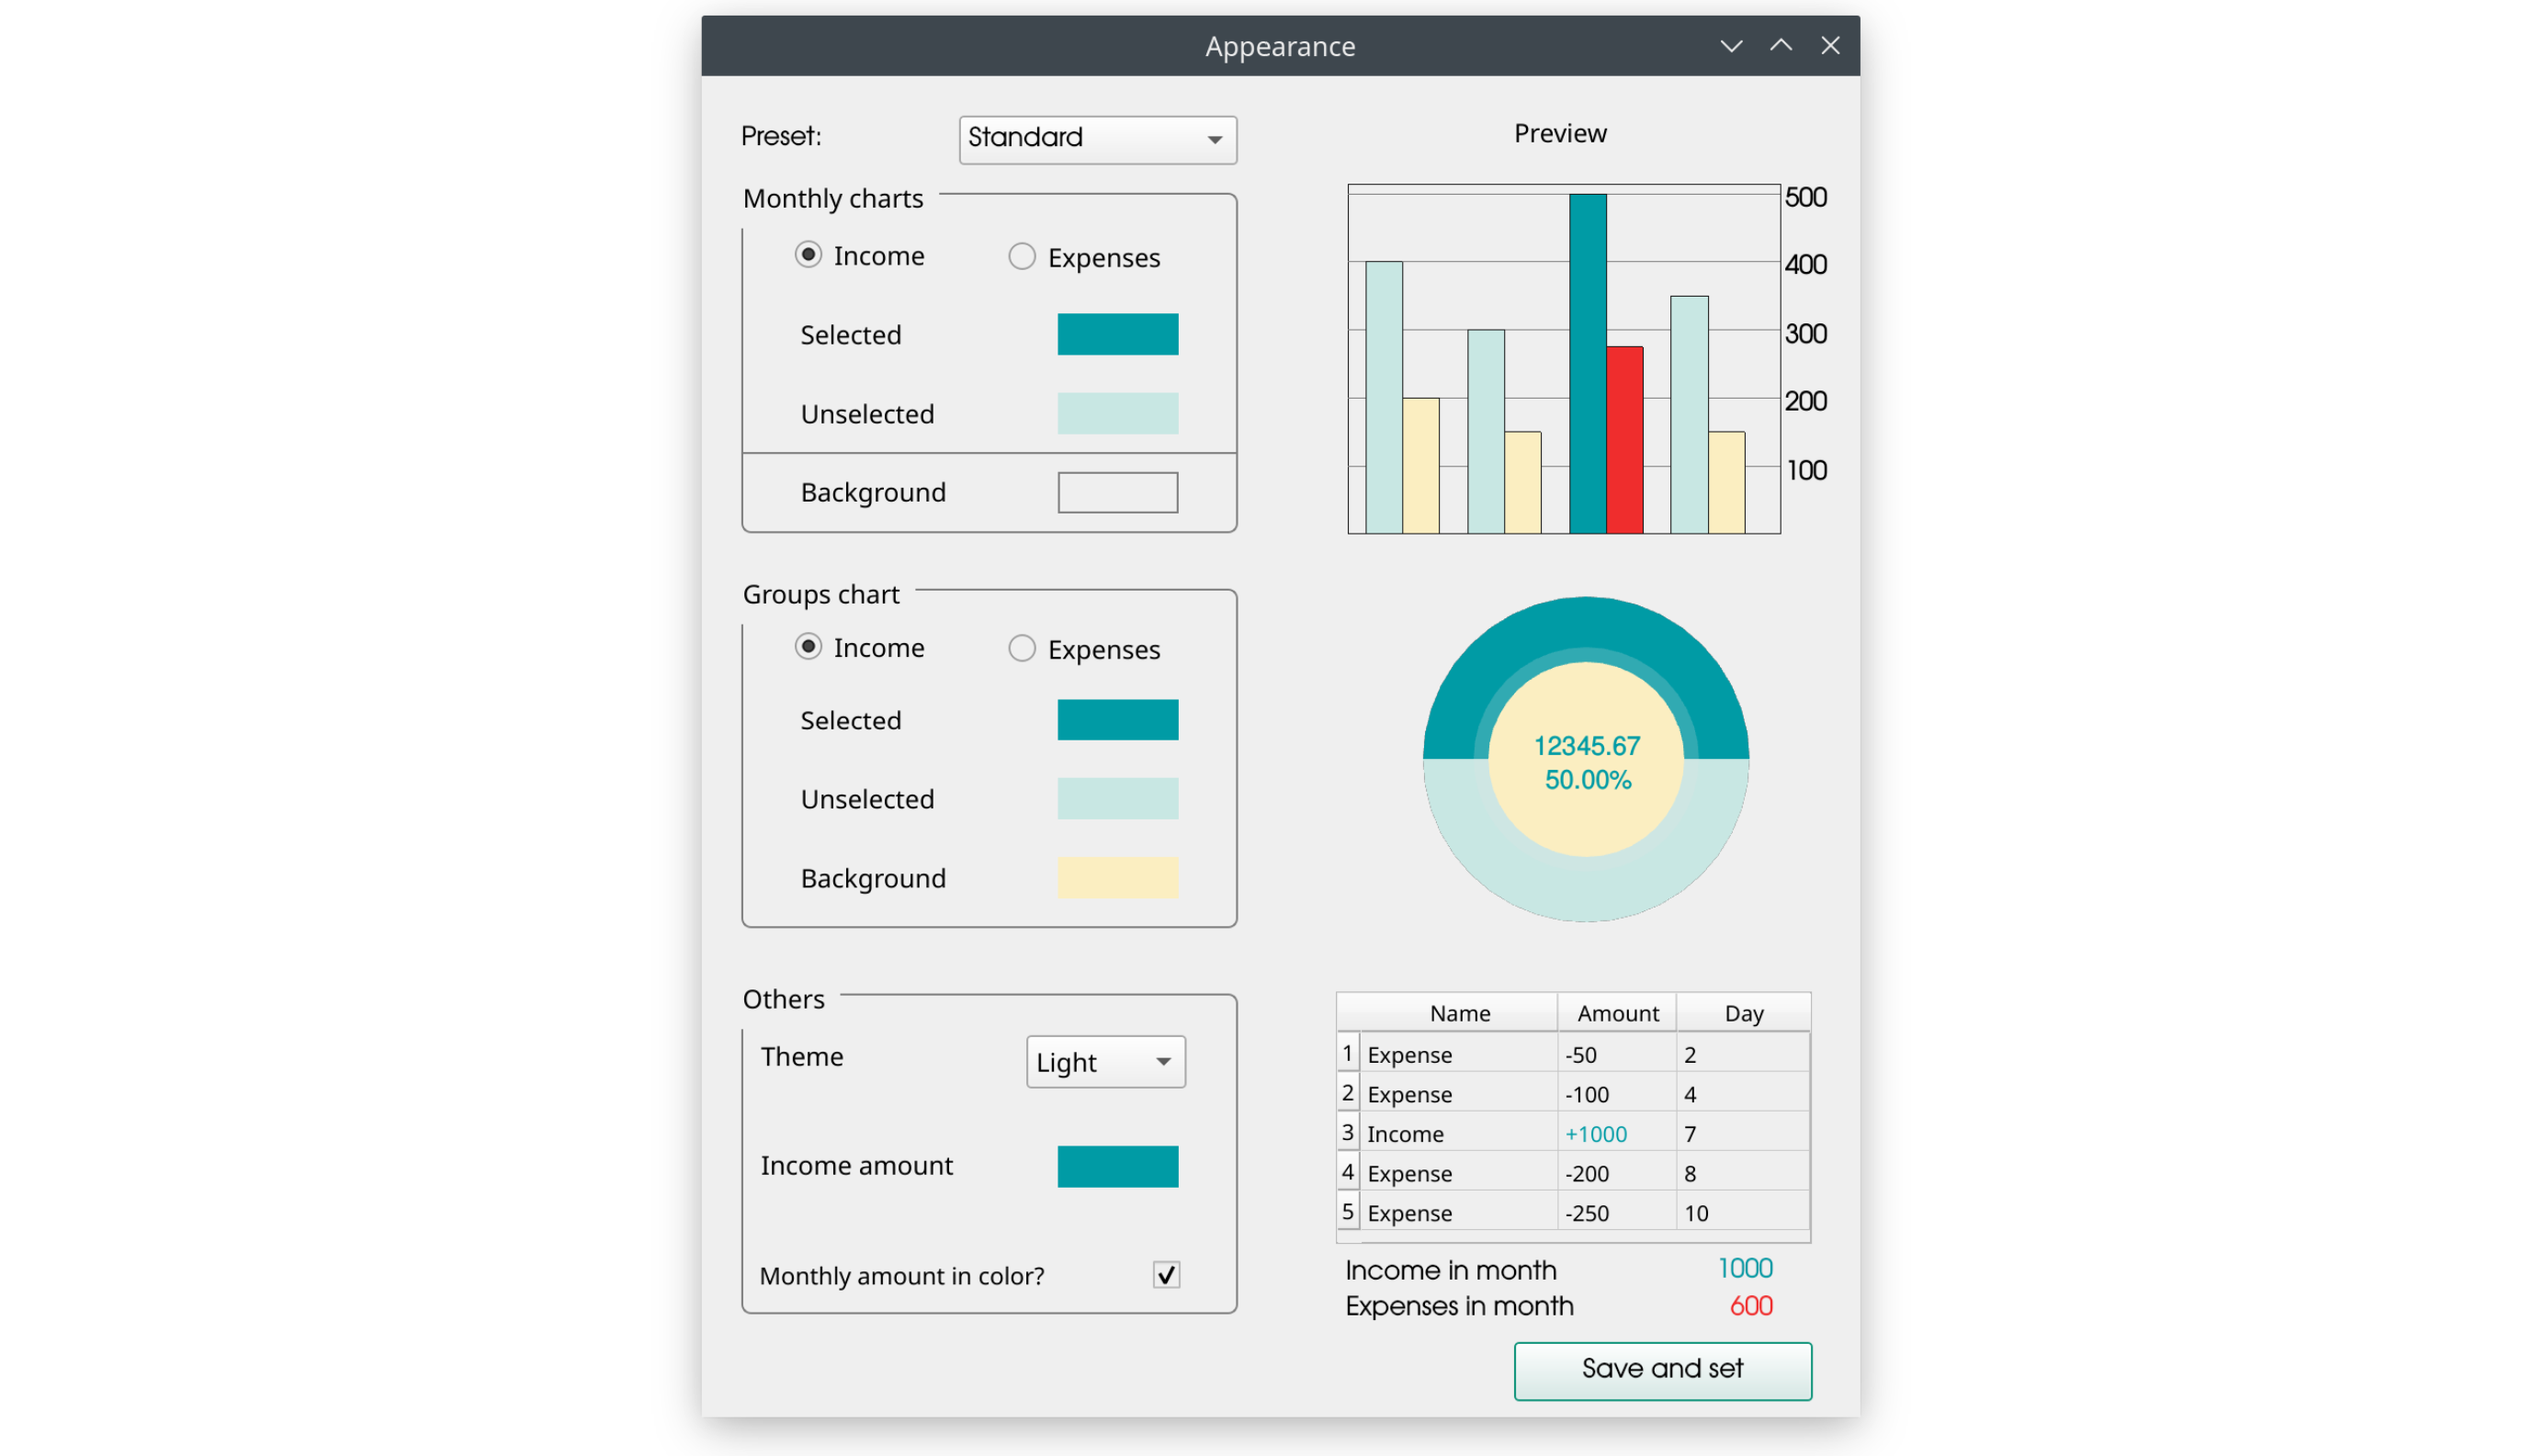 Appearance
Preset: Standard
Monthly charts
Income Expenses
Selected
Unselected
Background
Groups chart
Income Expenses
Selected
Unselected
Background
Others
Theme Light
Income amount
Monthly amount in color?
Preview
500
400
300
200
100
12345.67
50.00%
Name Amount Day
1 Expense -50 2
2 Expense -100 4
3 Income +1000 7
4 Expense -200 8
5 Expense -250 10
Income in month 1000
Expenses in month 600
Save and set